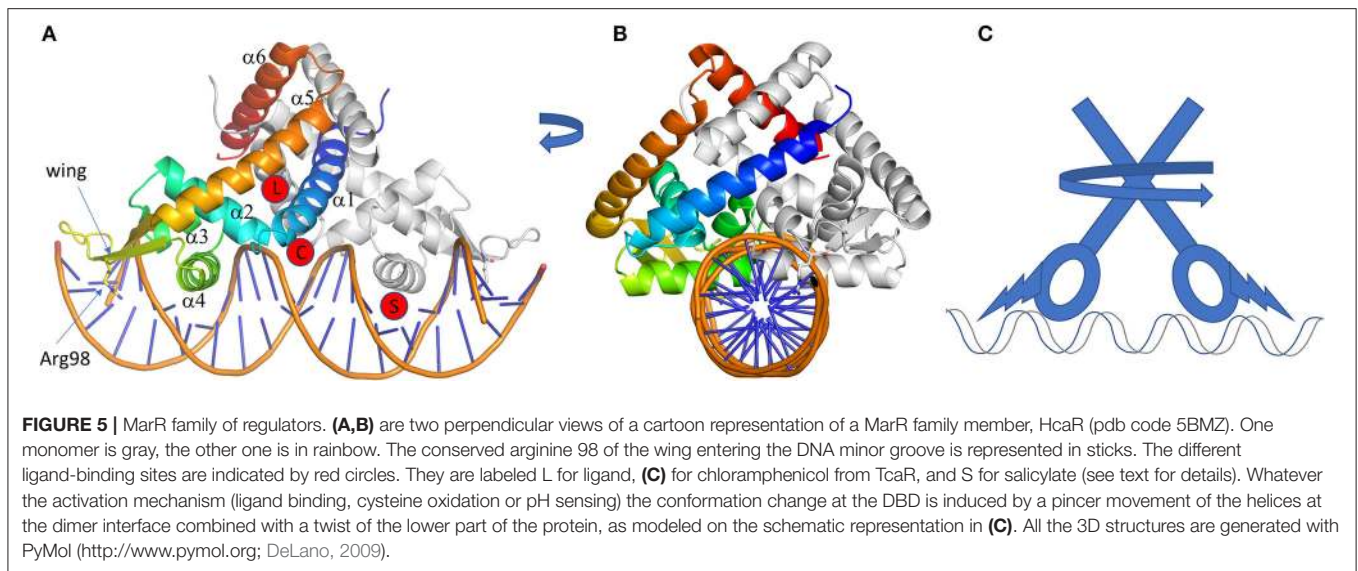 A
B
C
α6
α5
wing
L
α1
α2
α3
C
α4
S
Arg98
FIGURE 5 | MarR family of regulators. (A,B) are two perpendicular views of a cartoon representation of a MarR family member, HcaR (pdb code 5BMZ). One
monomer is gray, the other one is in rainbow. The conserved arginine 98 of the wing entering the DNA minor groove is represented in sticks. The different
ligand-binding sites are indicated by red circles. They are labeled L for ligand, (C) for chloramphenicol from TcaR, and S for salicylate (see text for details). Whatever
the activation mechanism (ligand binding, cysteine oxidation or pH sensing) the conformation change at the DBD is induced by a pincer movement of the helices at
the dimer interface combined with a twist of the lower part of the protein, as modeled on the schematic representation in (C). All the 3D structures are generated with
PyMol (http://www.pymol.org; DeLano, 2009).